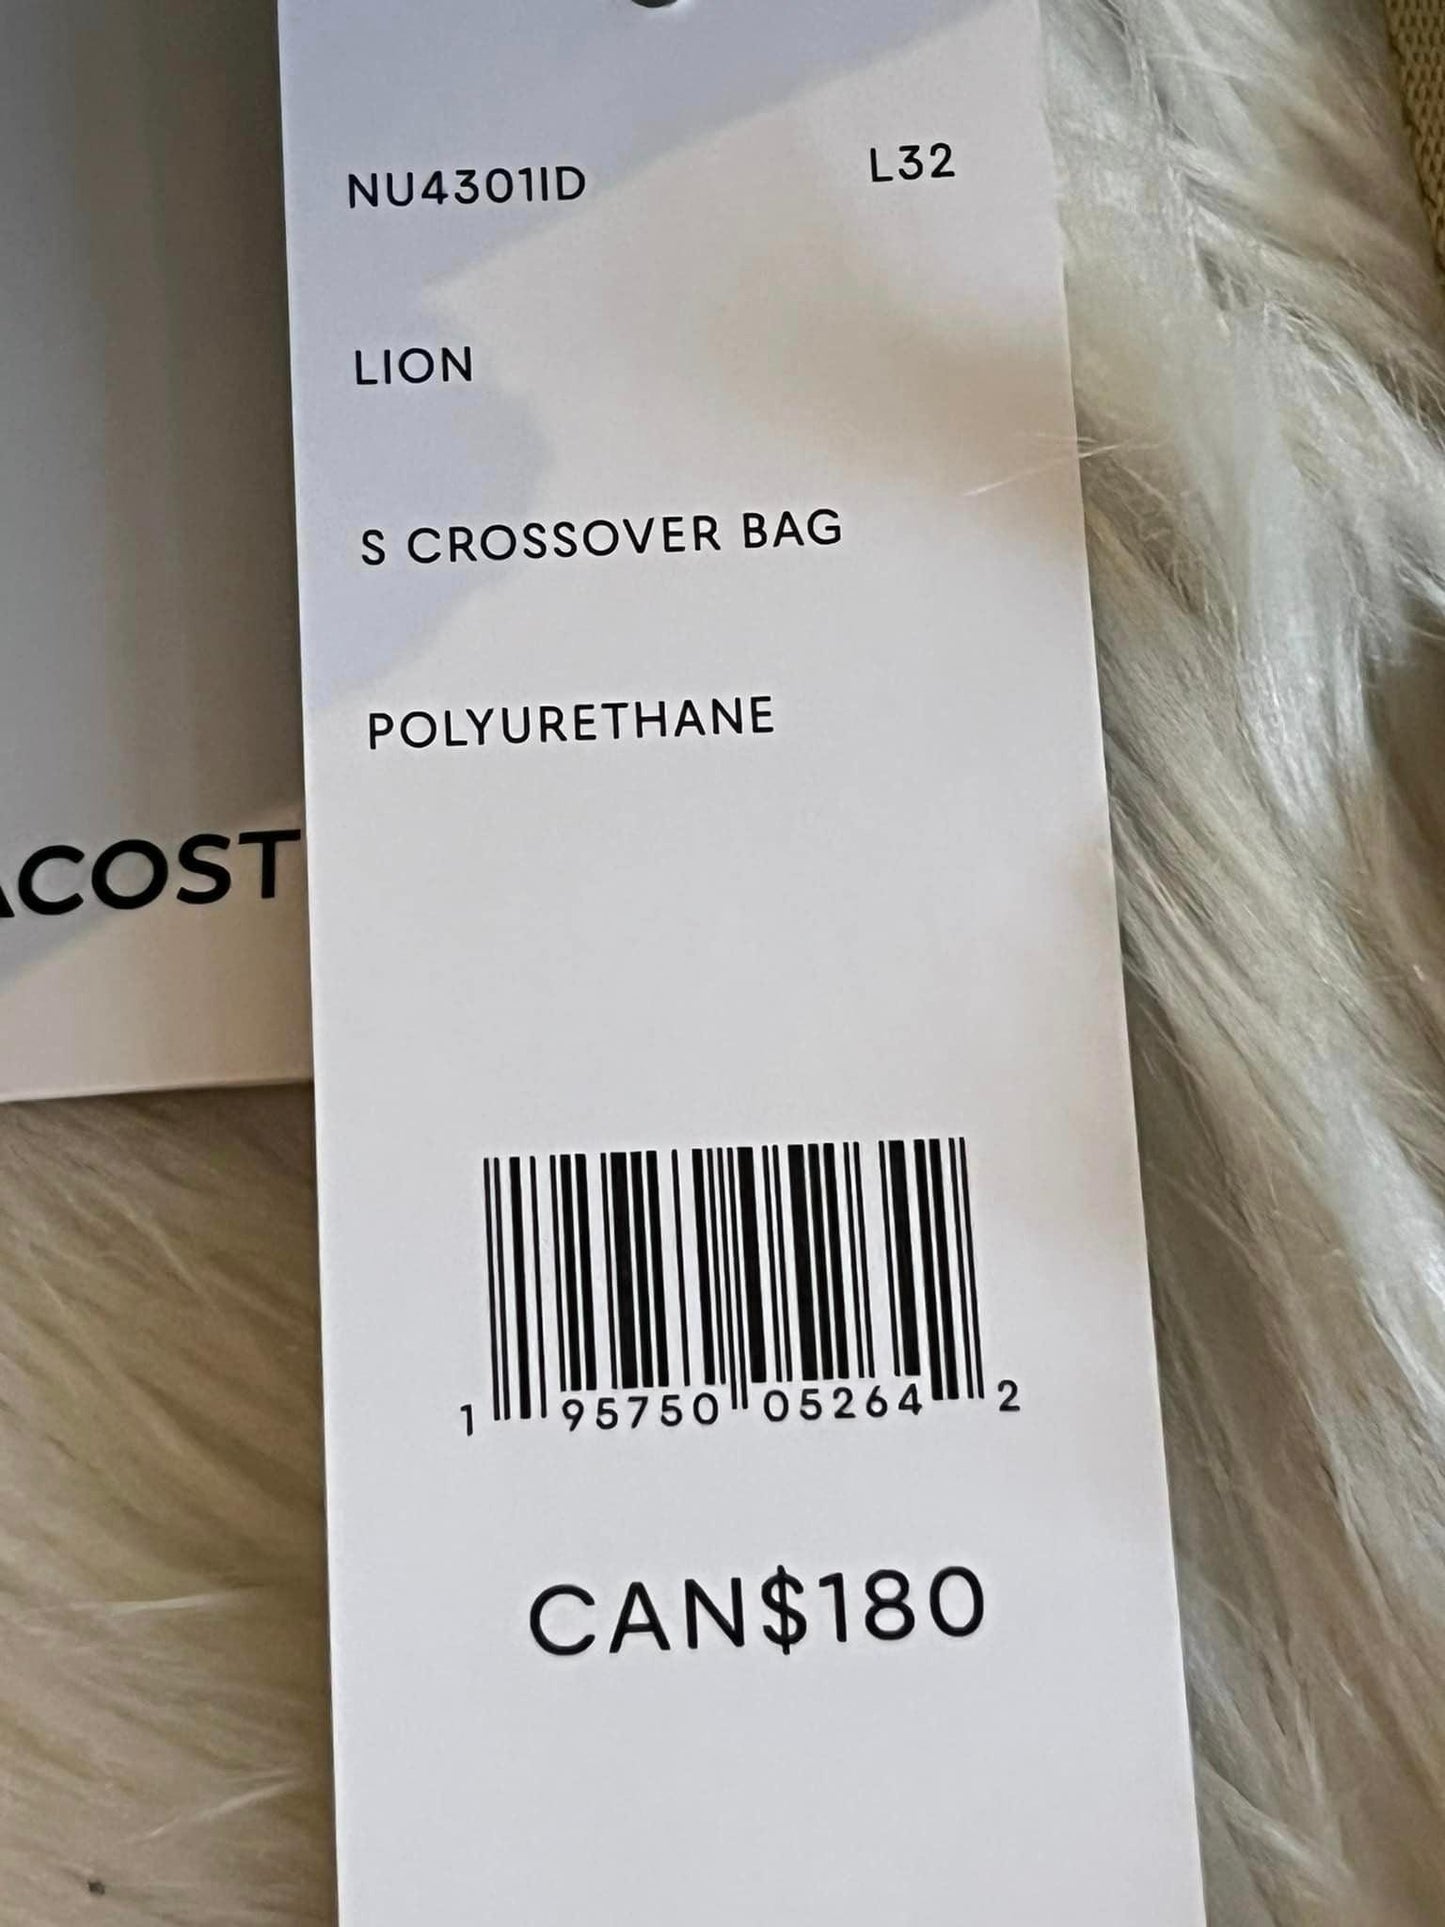 NU4301ID L32
LION
S CROSSOVER BAG
POLYURETHANE
ACOST
1 95750 05264 2
CAN$180